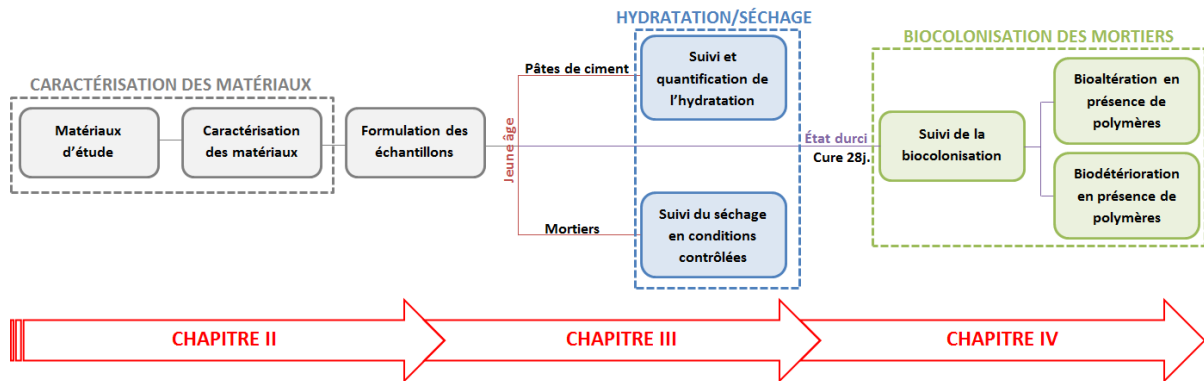 CARACTÉRISATION DES MATÉRIAUX
Matériaux
d'étude
Caractérisation
des matériaux
Formulation des
échantillons
Jeune âge
Pâtes de ciment
Mortiers
HYDRATATION/SÉCHAGE
Suivi et
quantification de
l'hydratation
Suivi du séchage
en conditions
contrôlées
État durci
Cure 28j.
BIOCOLONISATION DES MORTIERS
Suivi de la
biocolonisation
Bioaltération en
présence de
polymères
Biodétérioration
en présence de
polymères
CHAPITRE II
CHAPITRE III
CHAPITRE IV